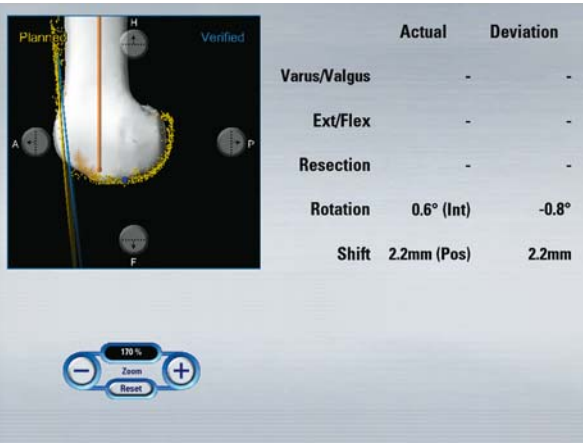 Planned
Verified
H
A
P
F
Actual Deviation
Varus/Valgus - -
Ext/Flex - -
Resection - -
Rotation 0.6° (Int) -0.8°
Shift 2.2mm (Pos) 2.2mm
170 %
Zoom
Reset